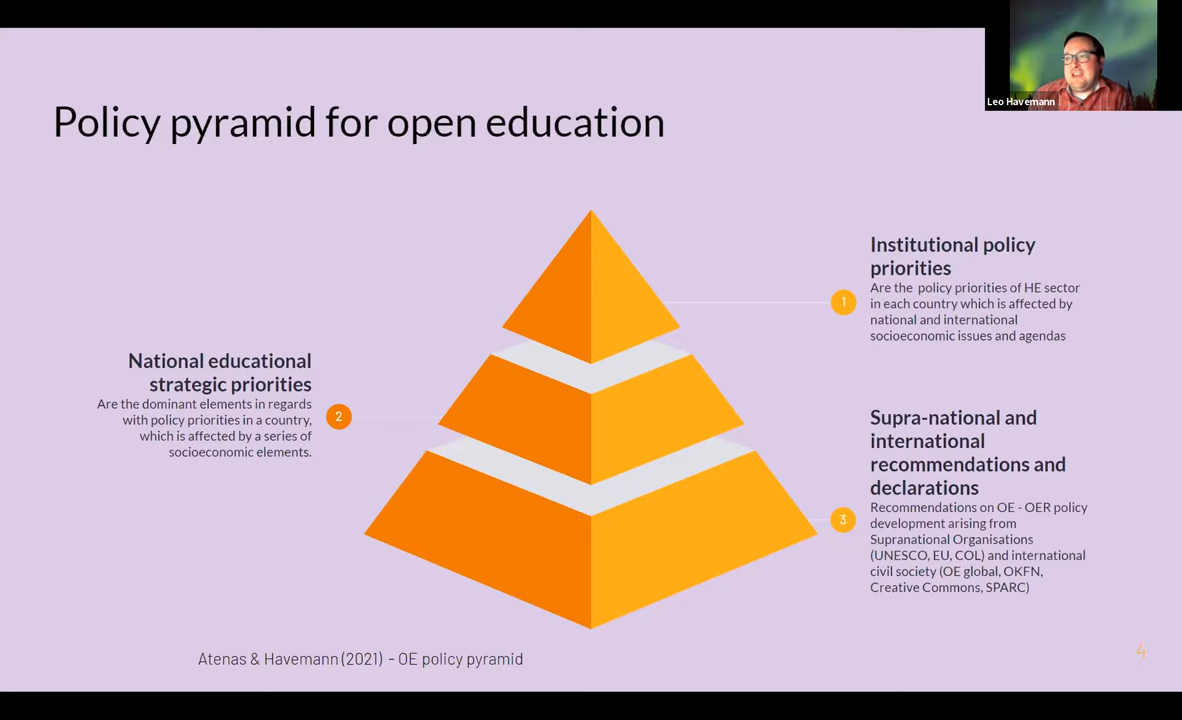 Leo Havemann
Policy pyramid for open education
Institutional policy
priorities
Are the policy priorities of HE sector
in each country which is affected by
national and international
socioeconomic issues and agendas
1
National educational
strategic priorities
Are the dominant elements in regards
with policy priorities in a country,
which is affected by a series of
socioeconomic elements.
2
Supra-national and
international
recommendations and
declarations
Recommendations on OE - OER policy
development arising from
Supranational Organisations
(UNESCO, EU, COL) and international
civil society (OE global, OKFN,
Creative Commons, SPARC)
3
Atenas & Havemann (2021) - OE policy pyramid
4